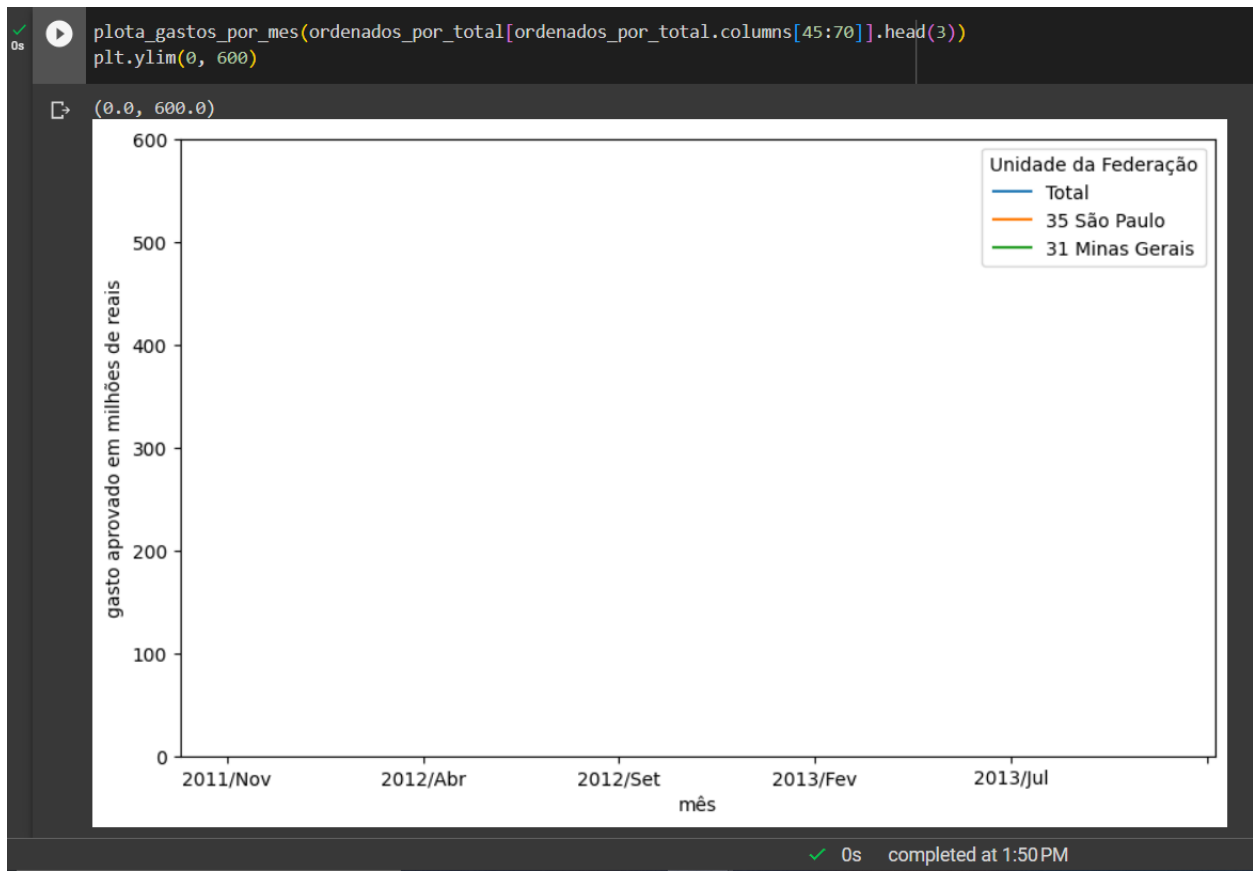 0s
plota_gastos_por_mes(ordenados_por_total[ordenados_por_total.columns[45:70]].head(3))
plt.ylim(0, 600)
(0.0, 600.0)
600
500
400
300
200
100
0
gasto aprovado em milhões de reais
Unidade da Federação
Total
35 São Paulo
31 Minas Gerais
2011/Nov 2012/Abr 2012/Set 2013/Fev 2013/Jul
mês
0s completed at 1:50 PM